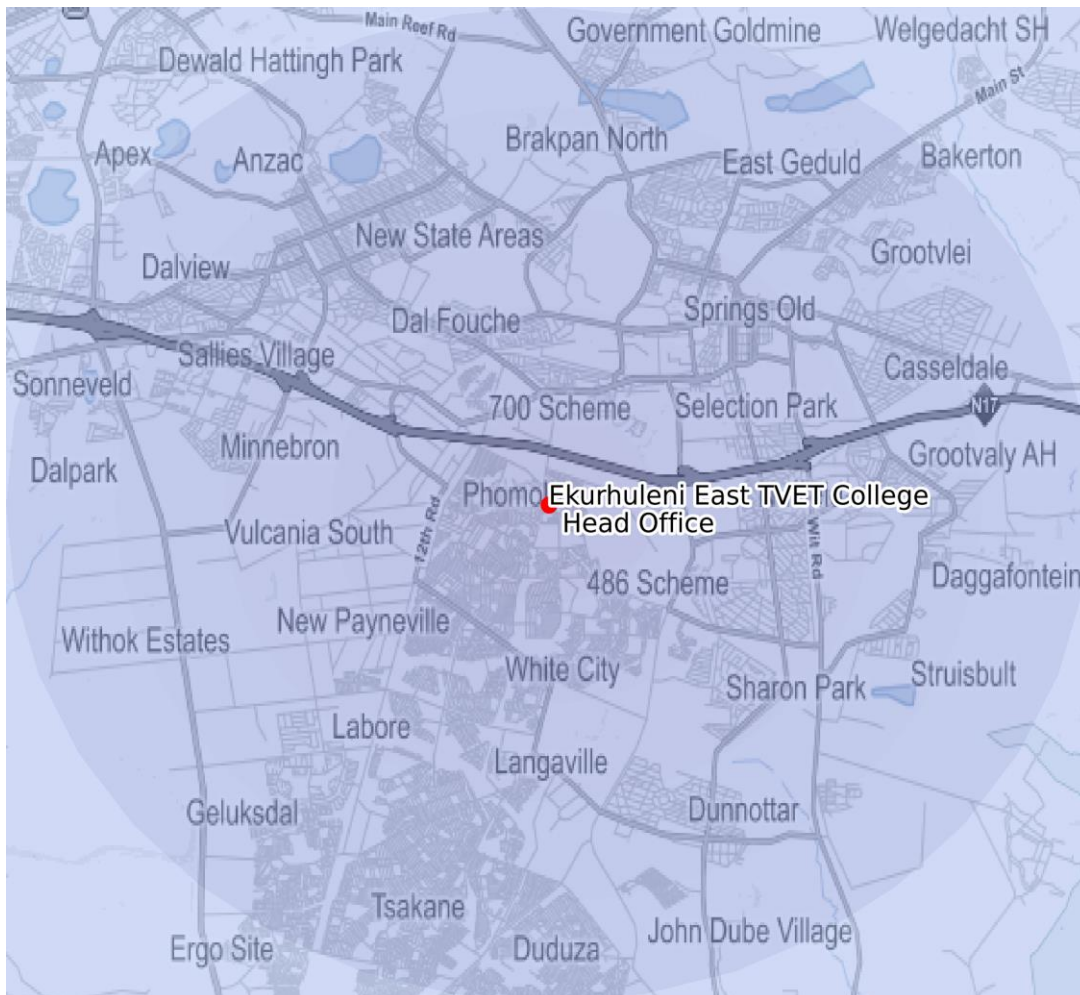 Main Reef Rd
Government Goldmine
Welgedacht SH
Dewald Hattingh Park
Main St
Brakpan North
Apex
Anzac
East Geduld
Bakerton
New State Areas
Grootvlei
Dalview
Springs Old
Dal Fouche
Sallies Village
Casseldale
Sonneveld
700 Scheme
Selection Park
N17
Minnebron
Grootvaly AH
Dalpark
Ekurhuleni East TVET College
Head Office
12th Rd
Vulcania South
Wit Rd
486 Scheme
Daggafontein
New Payneville
Withok Estates
White City
Struisbult
Sharon Park
Labore
Langaville
Geluksdal
Dunnottar
Tsakane
John Dube Village
Ergo Site
Duduza